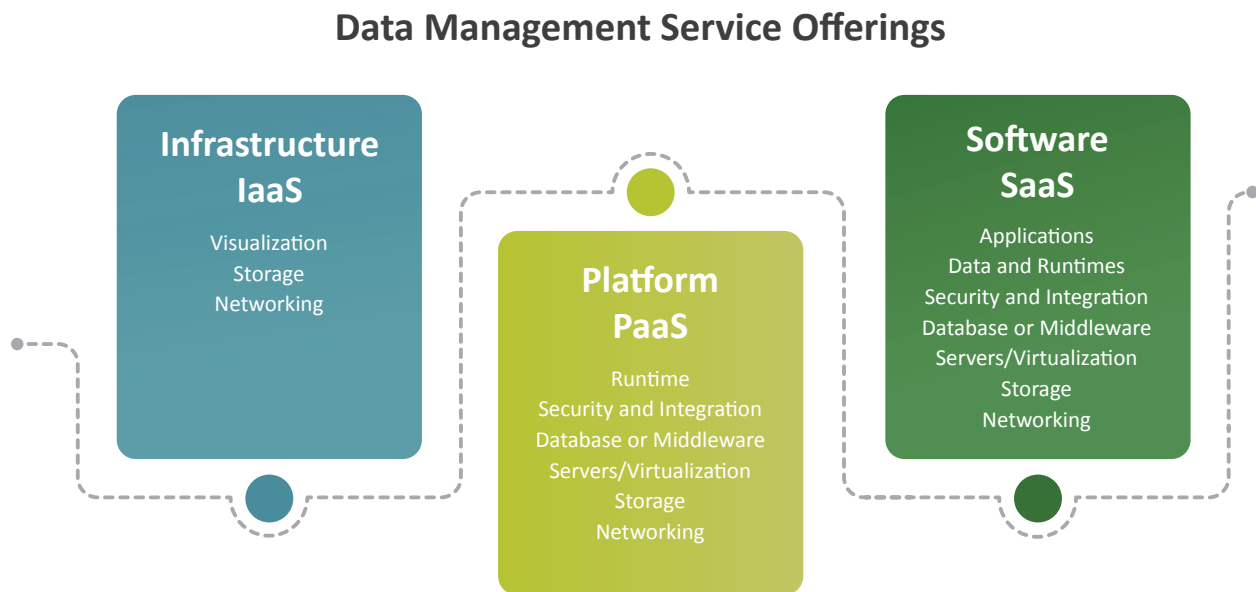 Data Management Service Offerings
Infrastructure
IaaS
Visualization
Storage
Networking
Platform
PaaS
Runtime
Security and Integration
Database or Middleware
Servers/Virtualization
Storage
Networking
Software
SaaS
Applications
Data and Runtimes
Security and Integration
Database or Middleware
Servers/Virtualization
Storage
Networking